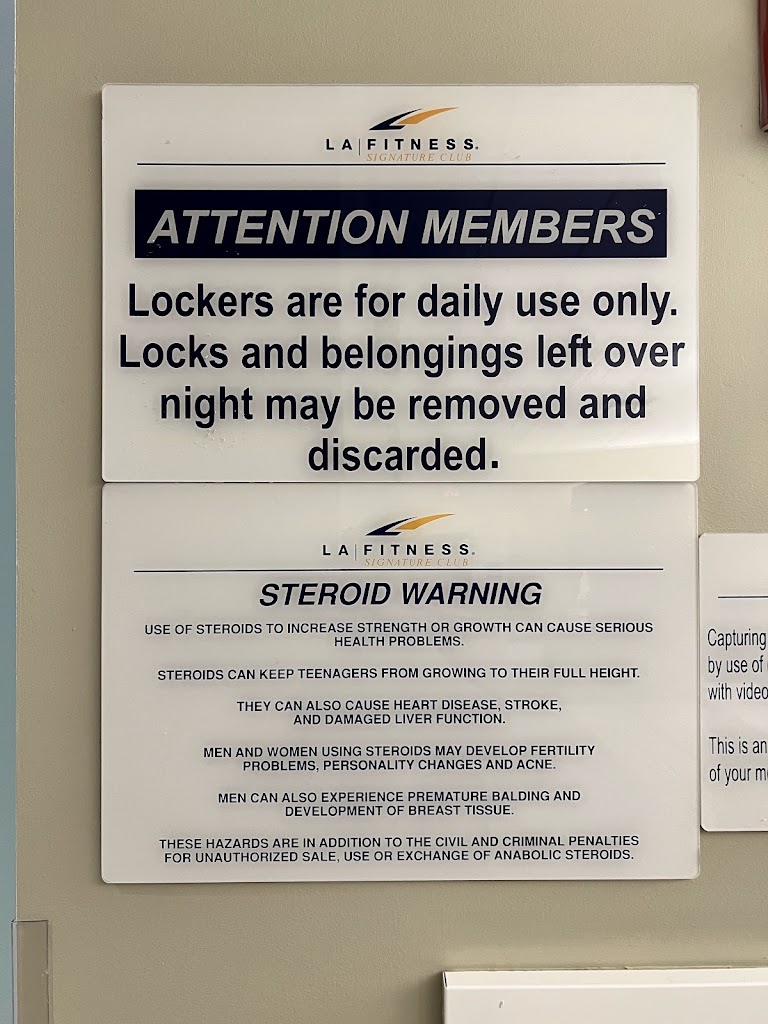 LA|FITNESS.
SIGNATURE CLUB
ATTENTION MEMBERS
Lockers are for daily use only.
Locks and belongings left over
night may be removed and
discarded.
LA|FITNESS.
SIGNATURE CLUB
STEROID WARNING
USE OF STEROIDS TO INCREASE STRENGTH OR GROWTH CAN CAUSE SERIOUS
HEALTH PROBLEMS.
STEROIDS CAN KEEP TEENAGERS FROM GROWING TO THEIR FULL HEIGHT.
THEY CAN ALSO CAUSE HEART DISEASE, STROKE,
AND DAMAGED LIVER FUNCTION.
MEN AND WOMEN USING STEROIDS MAY DEVELOP FERTILITY
PROBLEMS, PERSONALITY CHANGES AND ACNE.
MEN CAN ALSO EXPERIENCE PREMATURE BALDING AND
DEVELOPMENT OF BREAST TISSUE.
THESE HAZARDS ARE IN ADDITION TO THE CIVIL AND CRIMINAL PENALTIES
FOR UNAUTHORIZED SALE, USE OR EXCHANGE OF ANABOLIC STEROIDS.
Capturing
by use of
with video
This is an
of your